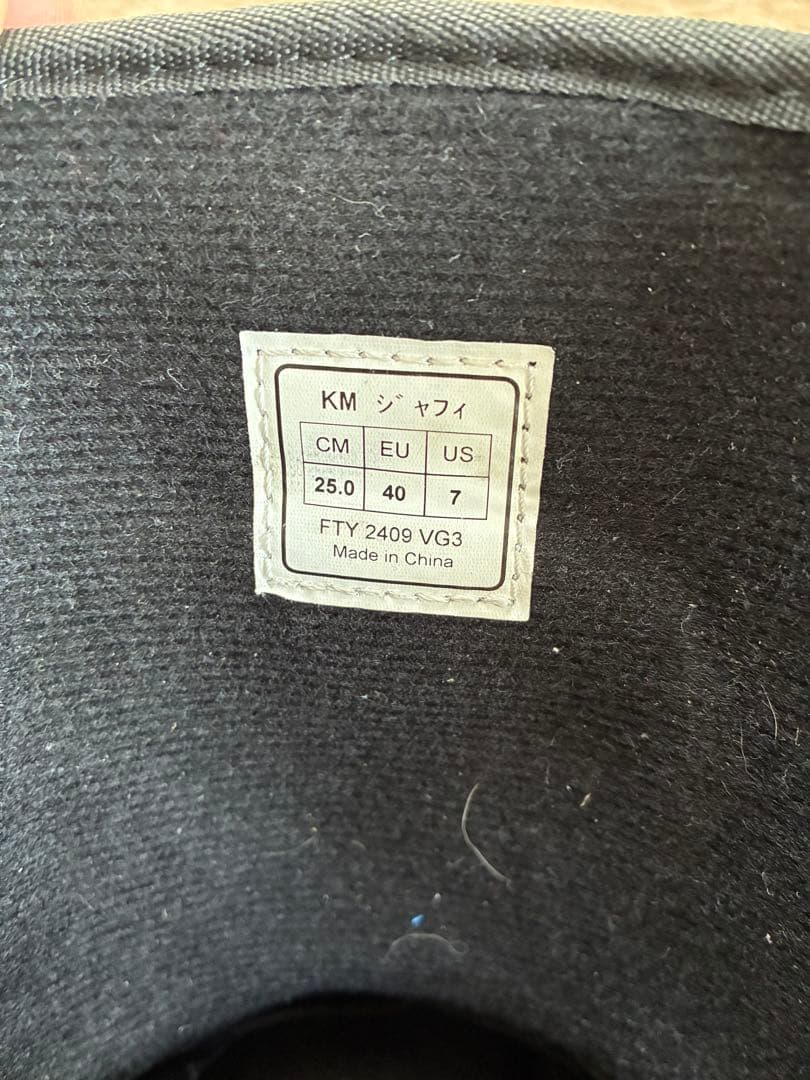 KM ジャフィ
CM EU US
25.0 40 7
FTY 2409 VG3
Made in China